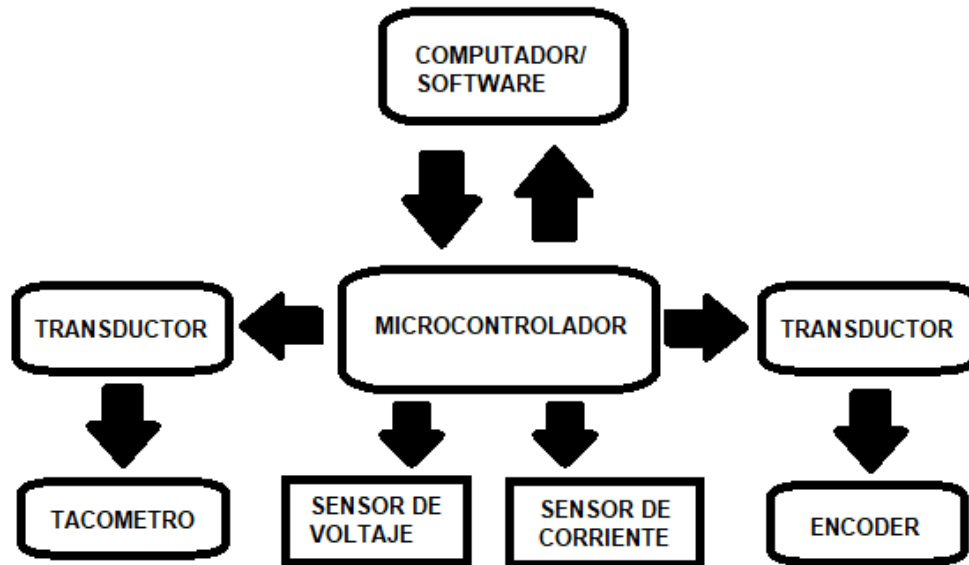 COMPUTADOR/
SOFTWARE
TRANSDUCTOR
MICROCONTROLADOR
TRANSDUCTOR
TACOMETRO
SENSOR DE
VOLTAJE
SENSOR DE
CORRIENTE
ENCODER